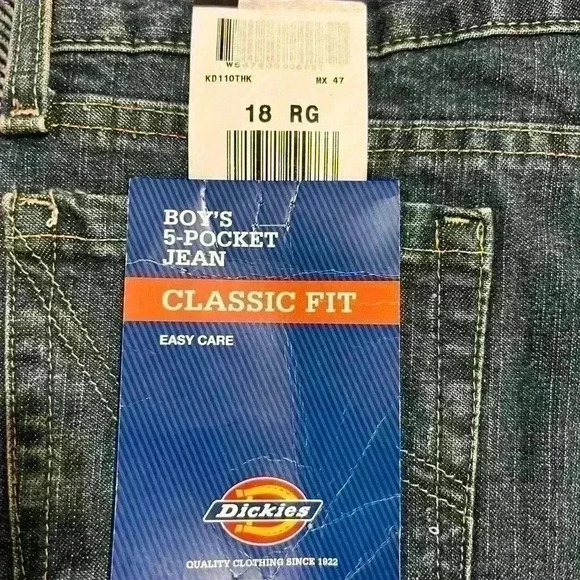 KD110THK MX 47
18 RG
BOY'S
5-POCKET
JEAN
CLASSIC FIT
EASY CARE
Dickies
QUALITY CLOTHING SINCE 1922